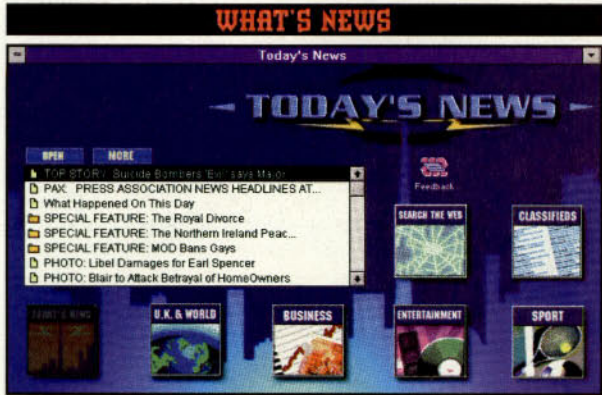 WHAT'S NEWS
Today's News
TODAY'S NEWS
OPEN MORE
TOP STORY: Suicide Bombers 'Evil' says Major
PAX: PRESS ASSOCIATION NEWS HEADLINES AT...
What Happened On This Day
SPECIAL FEATURE: The Royal Divorce
SPECIAL FEATURE: The Northern Ireland Peac...
SPECIAL FEATURE: MOD Bans Gays
PHOTO: Libel Damages for Earl Spencer
PHOTO: Blair to Attack Betrayal of HomeOwners
Feedback
SEARCH THE WEB
CLASSIFIEDS
TODAY'S NEWS
U.K. & WORLD
BUSINESS
ENTERTAINMENT
SPORT